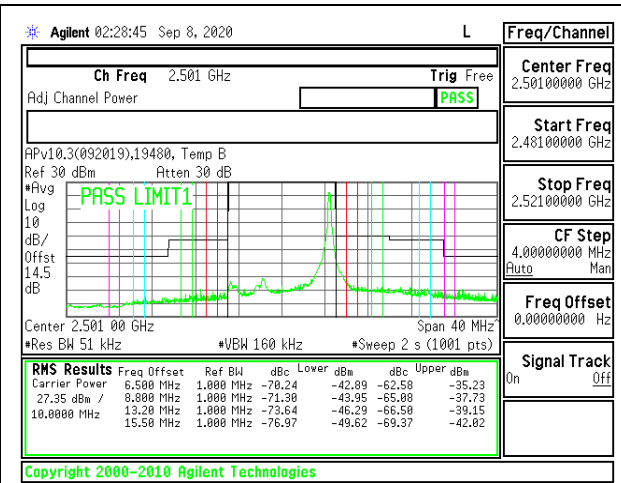 Agilent 02:28:45 Sep 8, 2020 L
Freq/Channel
Ch Freq 2.501 GHz Trig Free
Adj Channel Power PASS
APv10.3(092019),19480, Temp B
Ref 30 dBm Atten 30 dB
#Avg
Log
10
dB/
Offst
14.5
dB
PASS LIMIT1
Center 2.501 00 GHz Span 40 MHz
#Res BW 51 kHz #VBW 160 kHz #Sweep 2 s (1001 pts)
RMS Results Freq Offset Ref BW dBc Lower dBm dBc Upper dBm
Carrier Power 6.500 MHz 1.000 MHz -70.24 -42.89 -62.58 -35.23
27.35 dBm / 8.800 MHz 1.000 MHz -71.30 -43.95 -65.08 -37.73
10.0000 MHz 13.20 MHz 1.000 MHz -73.64 -46.29 -66.50 -39.15
15.50 MHz 1.000 MHz -76.97 -49.62 -69.37 -42.02
Center Freq
2.50100000 GHz
Start Freq
2.48100000 GHz
Stop Freq
2.52100000 GHz
CF Step
4.00000000 MHz
Auto Man
Freq Offset
0.00000000 Hz
Signal Track
On Off
Copyright 2000-2010 Agilent Technologies